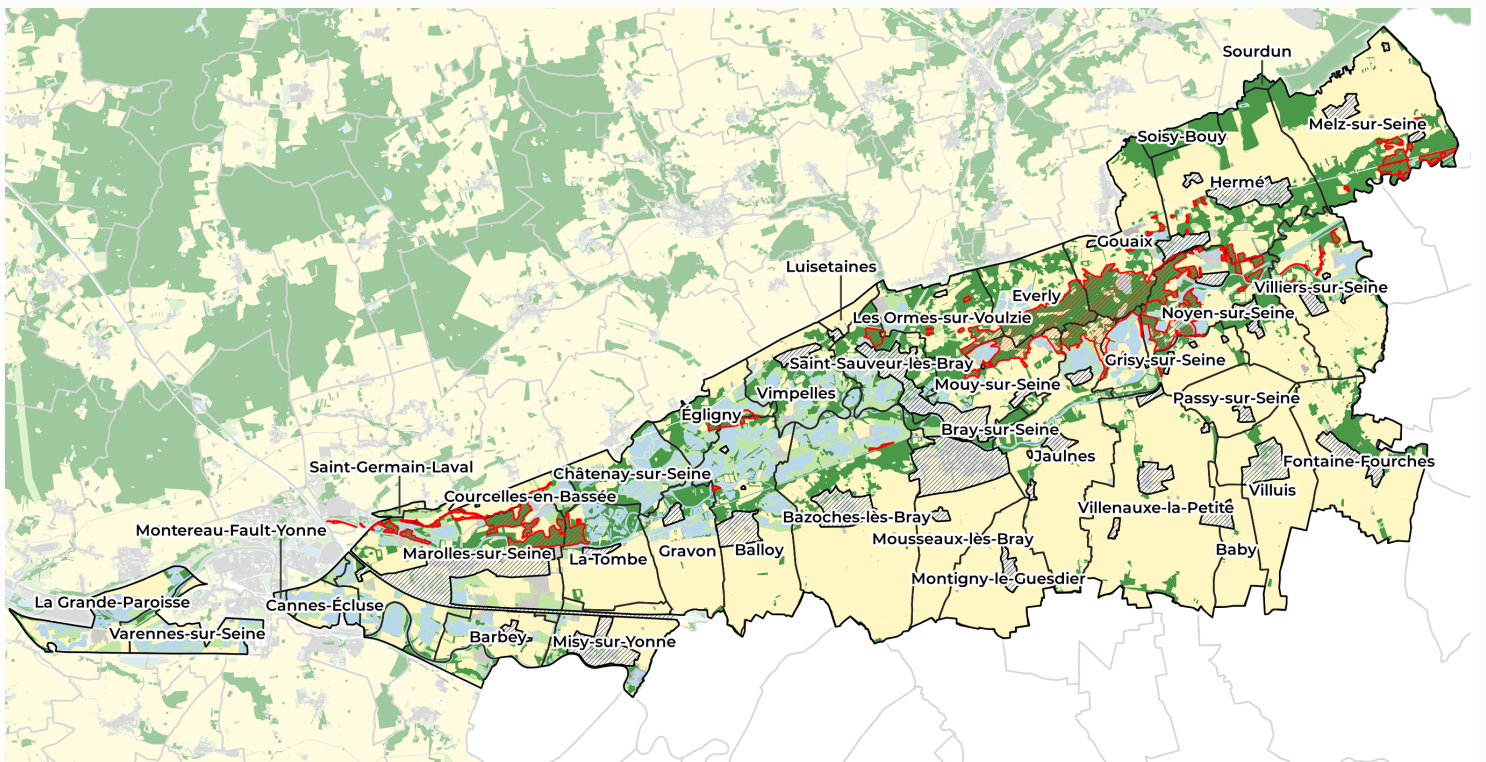 Sourdun
Melz-sur-Seine
Soisy-Bouy
Hermé
Gouaix
Luisetaines
Villiers-sur-Seine
Everly
Noyen-sur-Seine
Les Ormes-sur-Voulzie
Grisy-sur-Seine
Saint-Sauveur-lès-Bray
Mouy-sur-Seine
Vimpelles
Passy-sur-Seine
Égligny
Bray-sur-Seine
Jaulnes
Fontaine-Fourches
Saint-Germain-Laval
Châtenay-sur-Seine
Villuis
Courcelles-en-Bassée
Villenauxe-la-Petite
Bazoches-lès-Bray
Montereau-Fault-Yonne
Mousseaux-lès-Bray
Marolles-sur-Seine
La-Tombe
Gravon
Balloy
Baby
Montigny-le-Guesdier
La Grande-Paroisse
Cannes-Écluse
Varennes-sur-Seine
Barbey
Misy-sur-Yonne